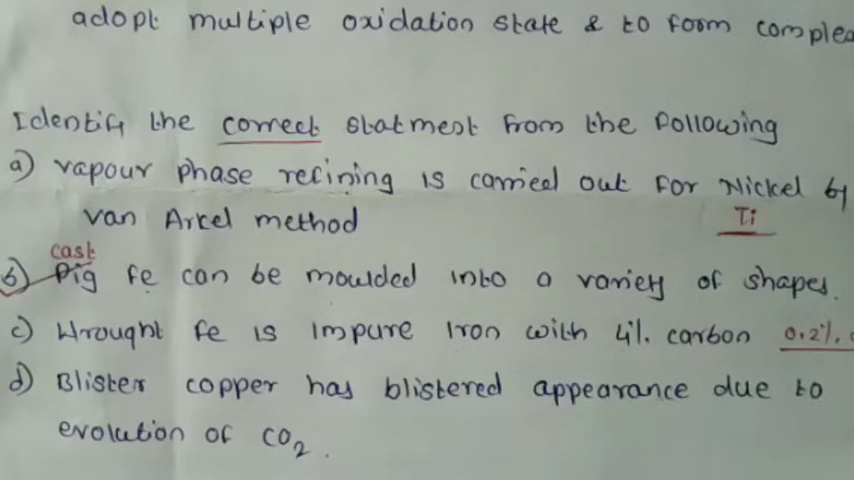 adopt multiple oxidation state & to form complex
Identify the correct statment from the following
a) vapour phase refining is carried out for Nickel by
van Arkel method
Ti
cast
b) Pig Fe can be moulded into a variety of shapes.
c) Wrought Fe is impure Iron with 4%. carbon 0.2%.
d) Blister copper has blistered appearance due to
evolution of CO2.